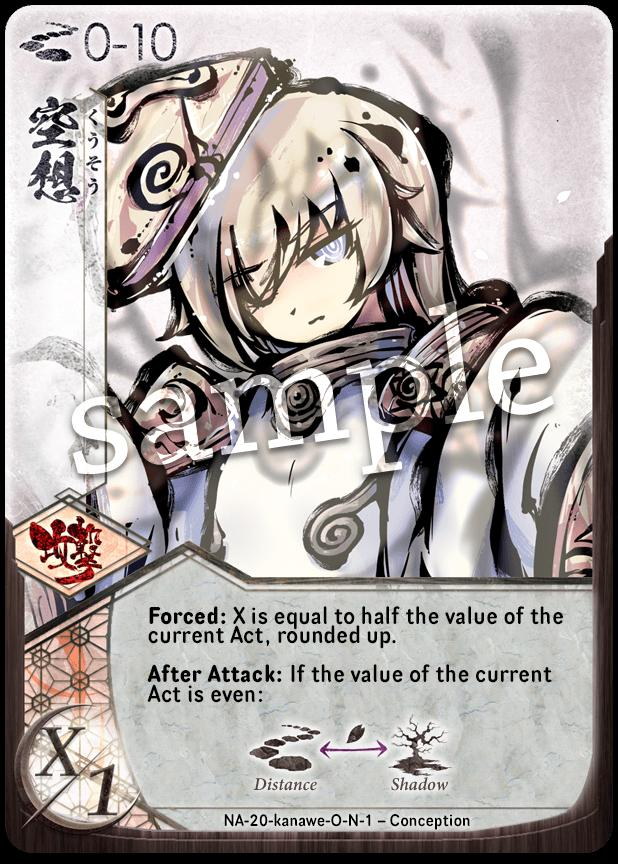 0-10
空想
くうそう
sample
攻撃
Forced: X is equal to half the value of the
current Act, rounded up.
After Attack: If the value of the current
Act is even:
Distance
Shadow
X/1
NA-20-kanawe-O-N-1 – Conception